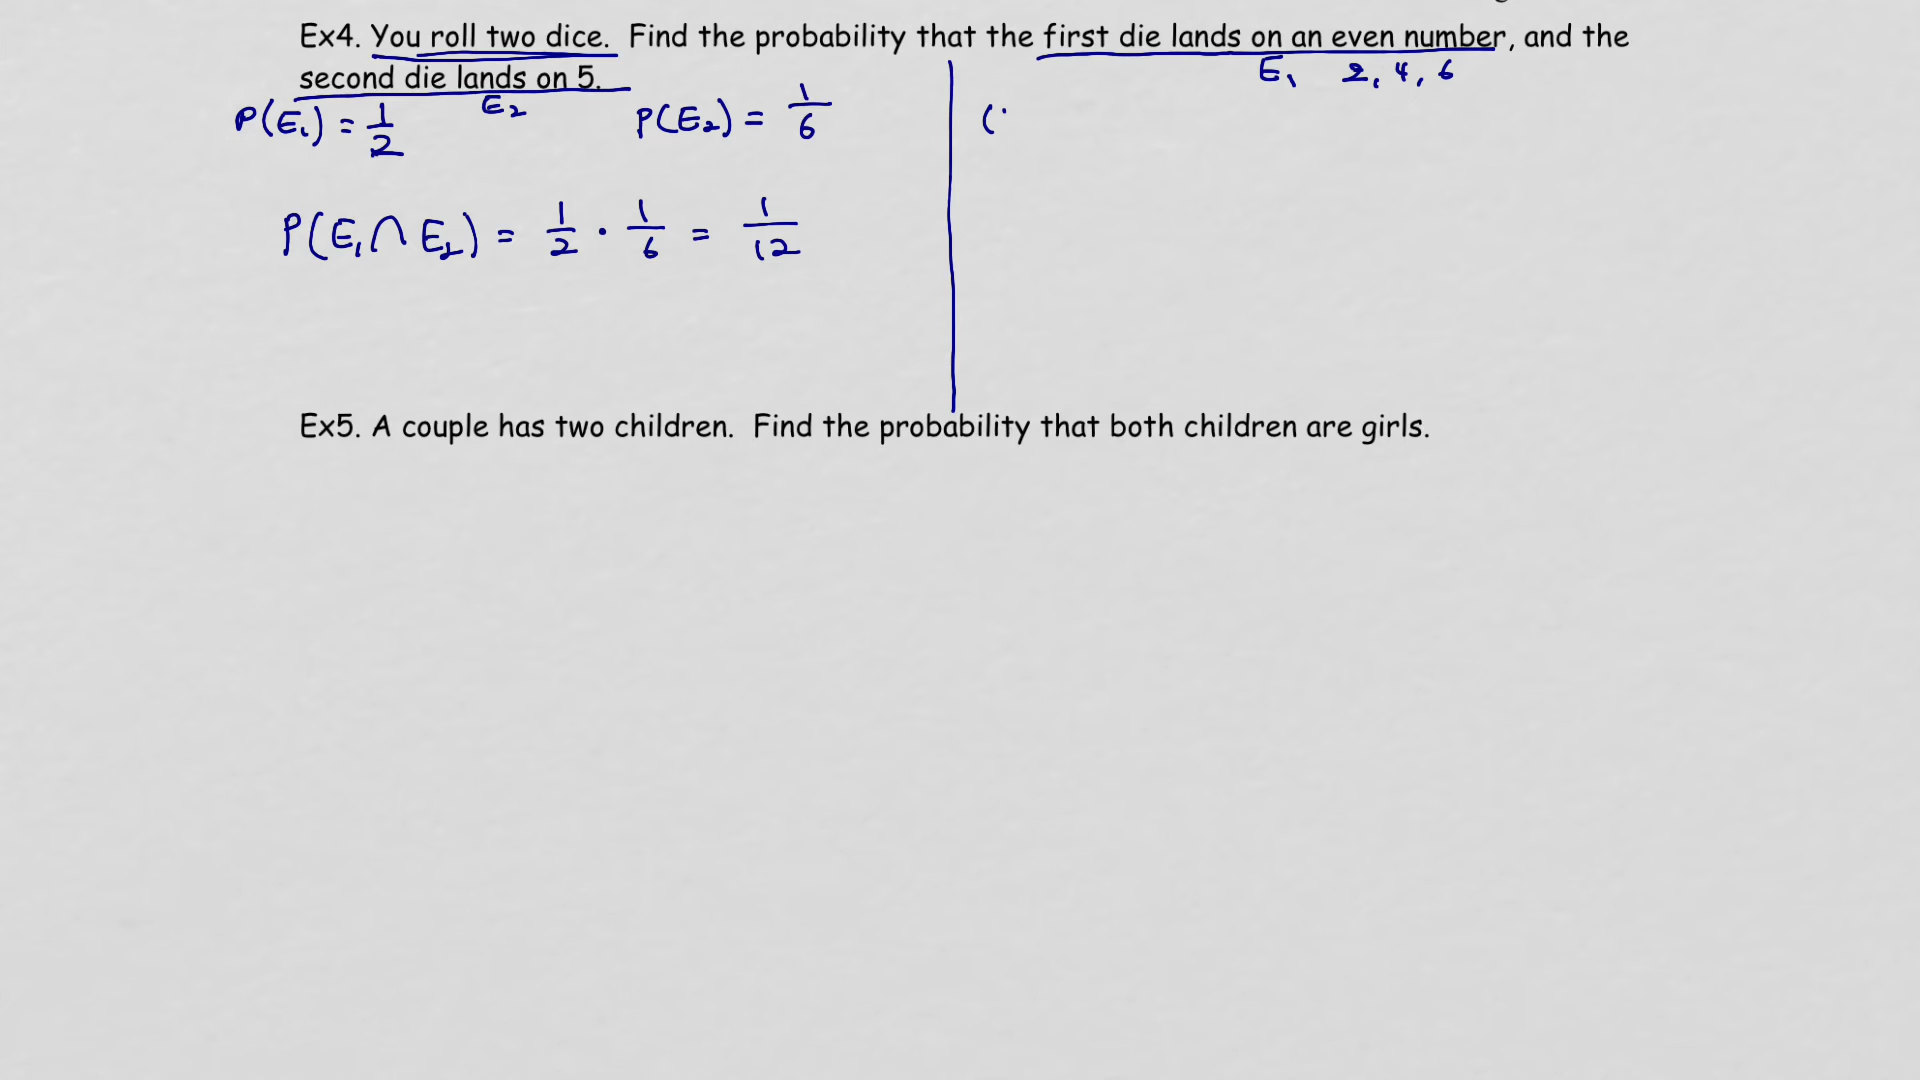 Ex4. You roll two dice. Find the probability that the first die lands on an even number, and the
second die lands on 5.
E₁ 2, 4, 6
E₂
P(E₁) = 1/2
P(E₂) = 1/6
(
P(E₁∩E₂) = 1/2 · 1/6 = 1/12
Ex5. A couple has two children. Find the probability that both children are girls.